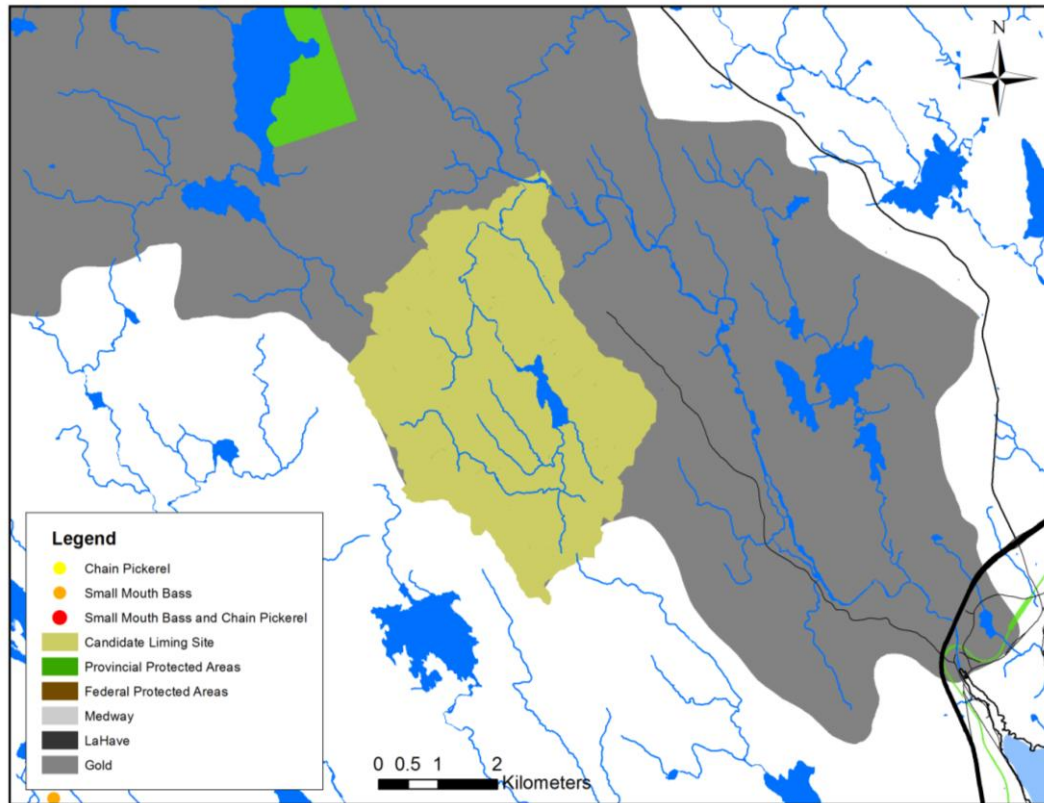 N
Legend
Chain Pickerel
Small Mouth Bass
Small Mouth Bass and Chain Pickerel
Candidate Liming Site
Provincial Protected Areas
Federal Protected Areas
Medway
LaHave
Gold
0 0.5 1 2
Kilometers